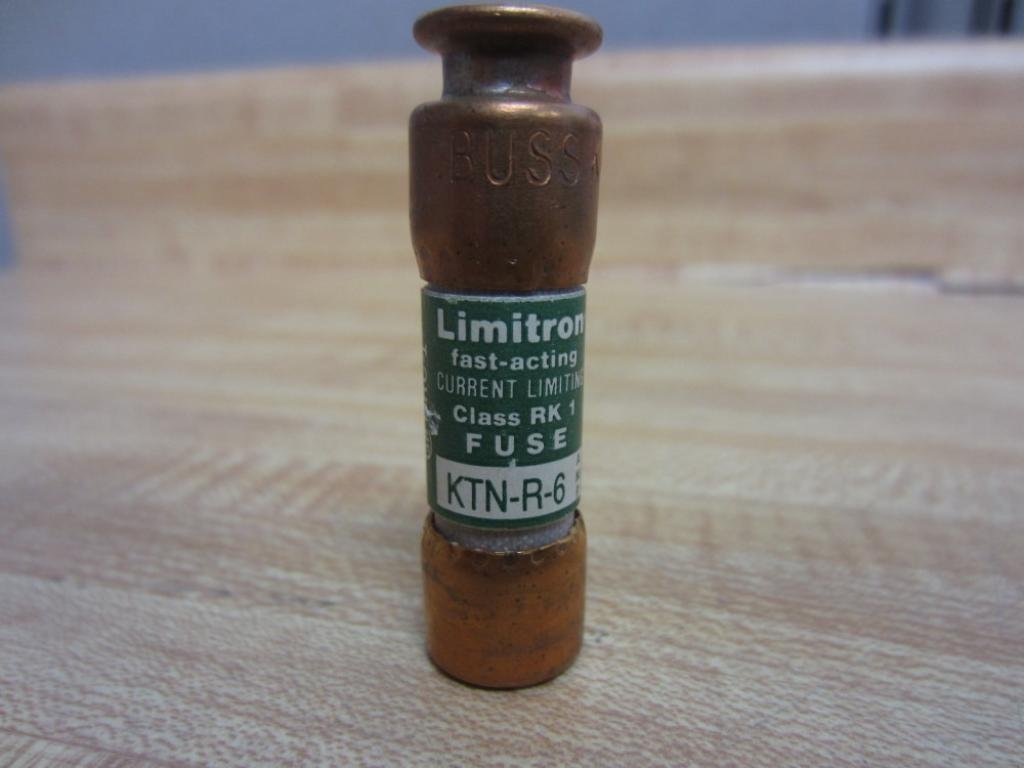 BUSS
Limitron
fast-acting
CURRENT LIMITING
Class RK 1
FUSE
KTN-R-6